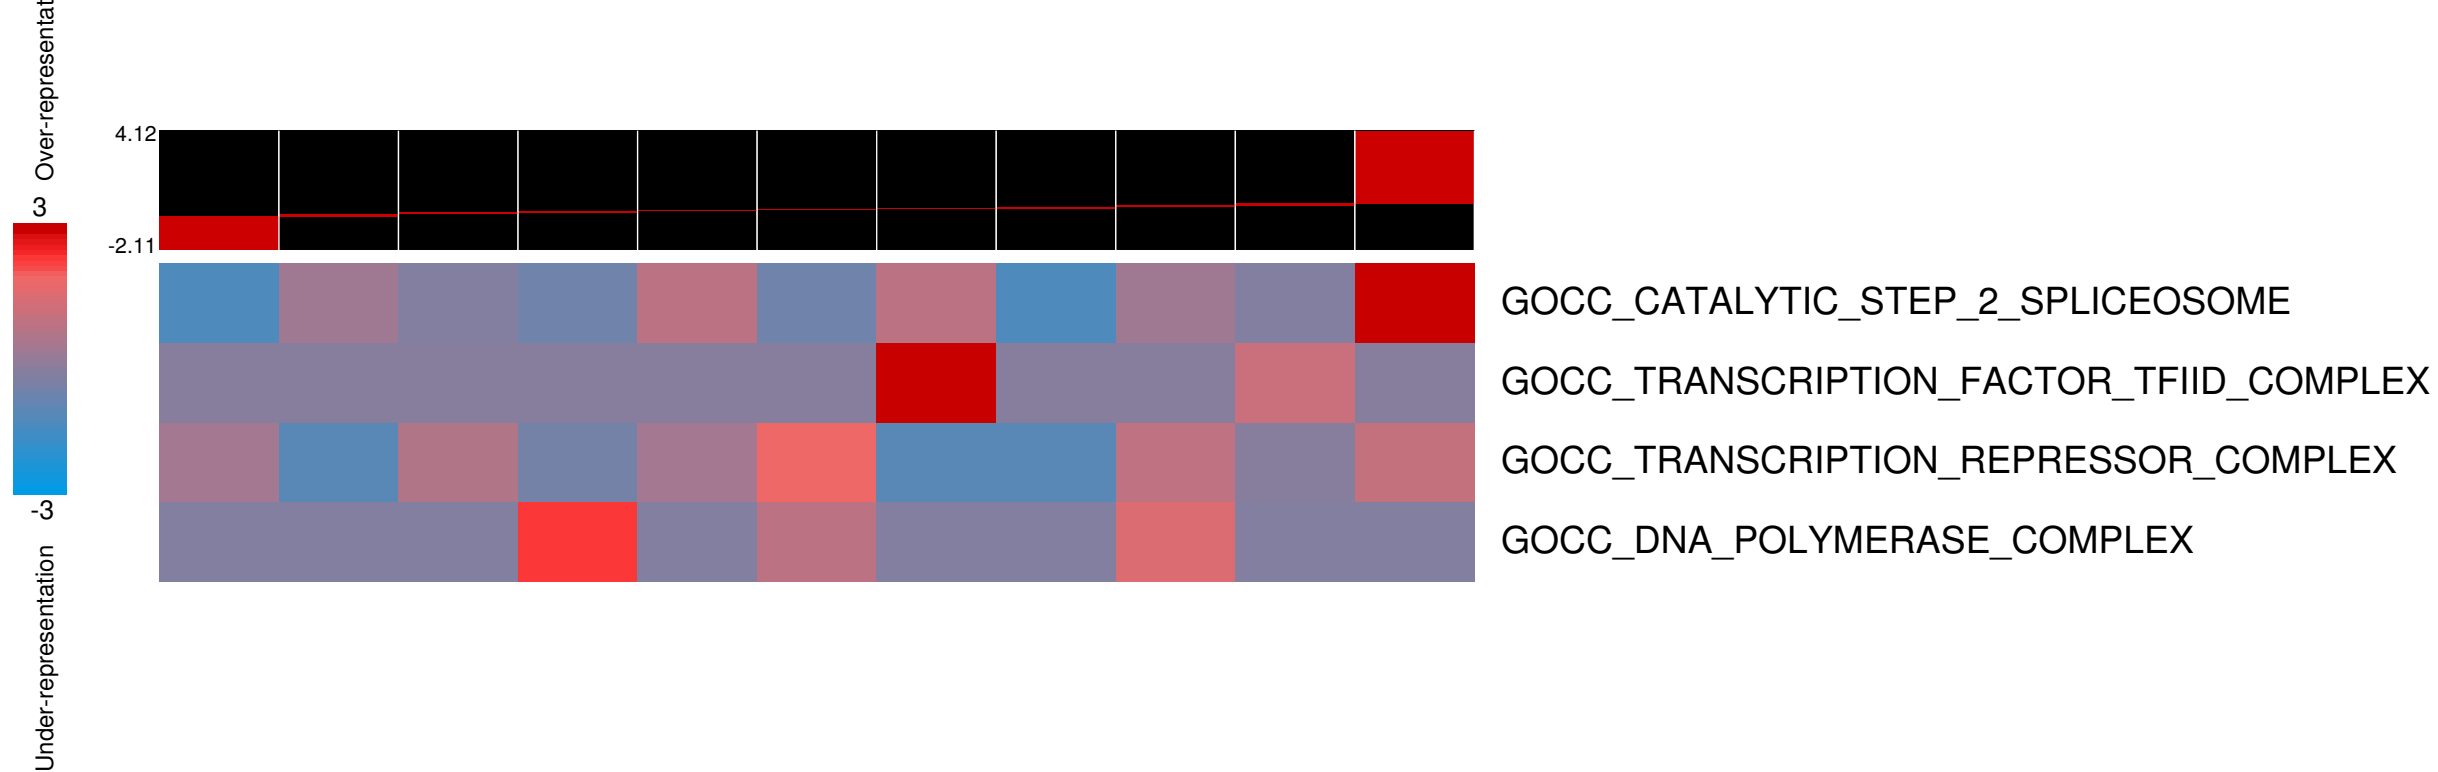 Over-representat
4.12
-2.11
3
-3
Under-representation
GOCC_CATALYTIC_STEP_2_SPLICEOSOME
GOCC_TRANSCRIPTION_FACTOR_TFIID_COMPLEX
GOCC_TRANSCRIPTION_REPRESSOR_COMPLEX
GOCC_DNA_POLYMERASE_COMPLEX